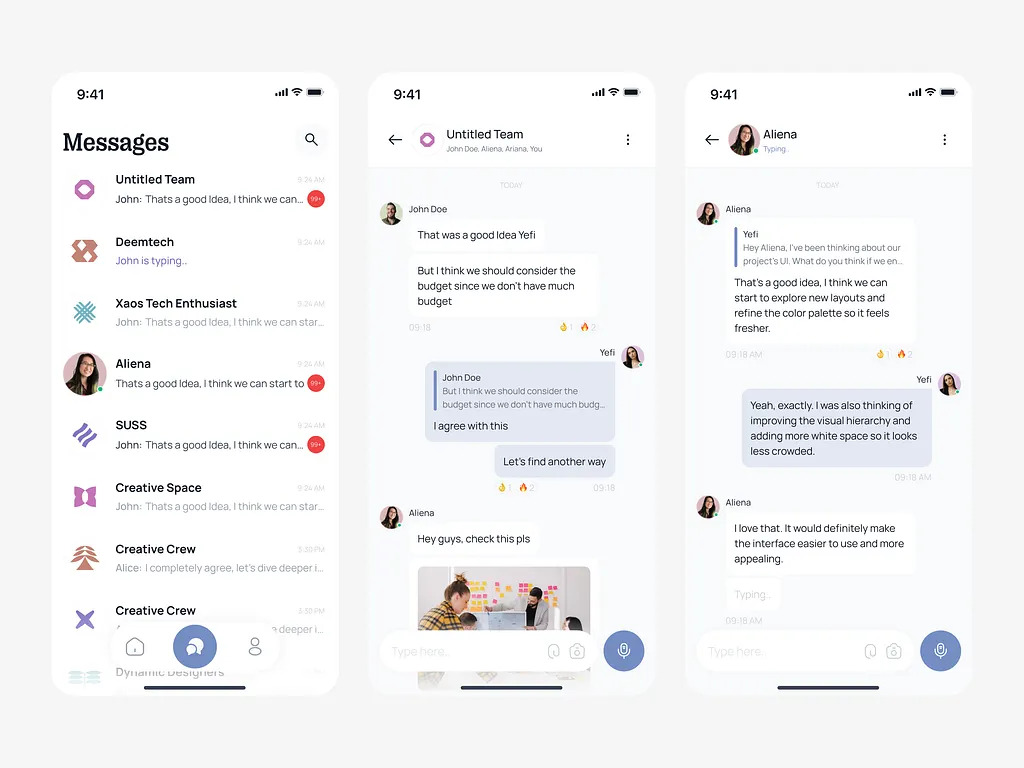 9:41
Messages
Untitled Team
9:24 AM
John: Thats a good Idea, I think we can...
99+
Deemtech
9:24 AM
John is typing..
Xaos Tech Enthusiast
9:24 AM
John: Thats a good Idea, I think we can star...
Aliena
9:24 AM
Thats a good Idea, I think we can start to
99+
SUSS
9:24 AM
John: Thats a good Idea, I think we can...
99+
Creative Space
9:24 AM
John: Thats a good Idea, I think we can star...
Creative Crew
3:30 PM
Alice: I completely agree, let's dive deeper i...
Creative Crew
3:30 PM
e deeper i...
Dynamic Designers
9:41
Untitled Team
John Doe, Aliena, Ariana, You
TODAY
John Doe
That was a good Idea Yefi
But I think we should consider the
budget since we don't have much
budget
09:18
1
2
Yefi
John Doe
But I think we should consider the
budget since we don't have much budg...
I agree with this
Let's find another way
1
2
09:18
Aliena
Hey guys, check this pls
Type here..
9:41
Aliena
Typing..
TODAY
Aliena
Yefi
Hey Aliena, I've been thinking about our
project's UI. What do you think if we en...
That's a good idea, I think we can
start to explore new layouts and
refine the color palette so it feels
fresher.
09:18 AM
1
2
Yefi
Yeah, exactly. I was also thinking of
improving the visual hierarchy and
adding more white space so it looks
less crowded.
09:18 AM
Aliena
I love that. It would definitely make
the interface easier to use and more
appealing.
Typing..
09:18 AM
Type here..